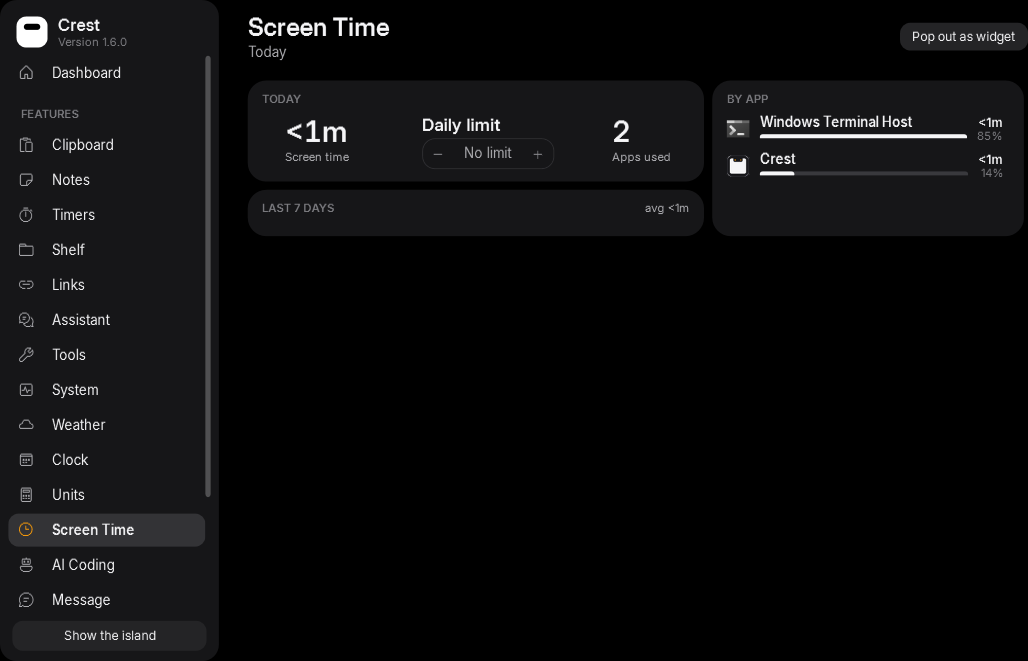 Crest
Version 1.6.0
Dashboard
FEATURES
Clipboard
Notes
Timers
Shelf
Links
Assistant
Tools
System
Weather
Clock
Units
Screen Time
AI Coding
Message
Show the island
Screen Time
Today
Pop out as widget
TODAY
<1m
Screen time
Daily limit
− No limit +
2
Apps used
LAST 7 DAYS
avg <1m
BY APP
Windows Terminal Host
<1m
85%
Crest
<1m
14%